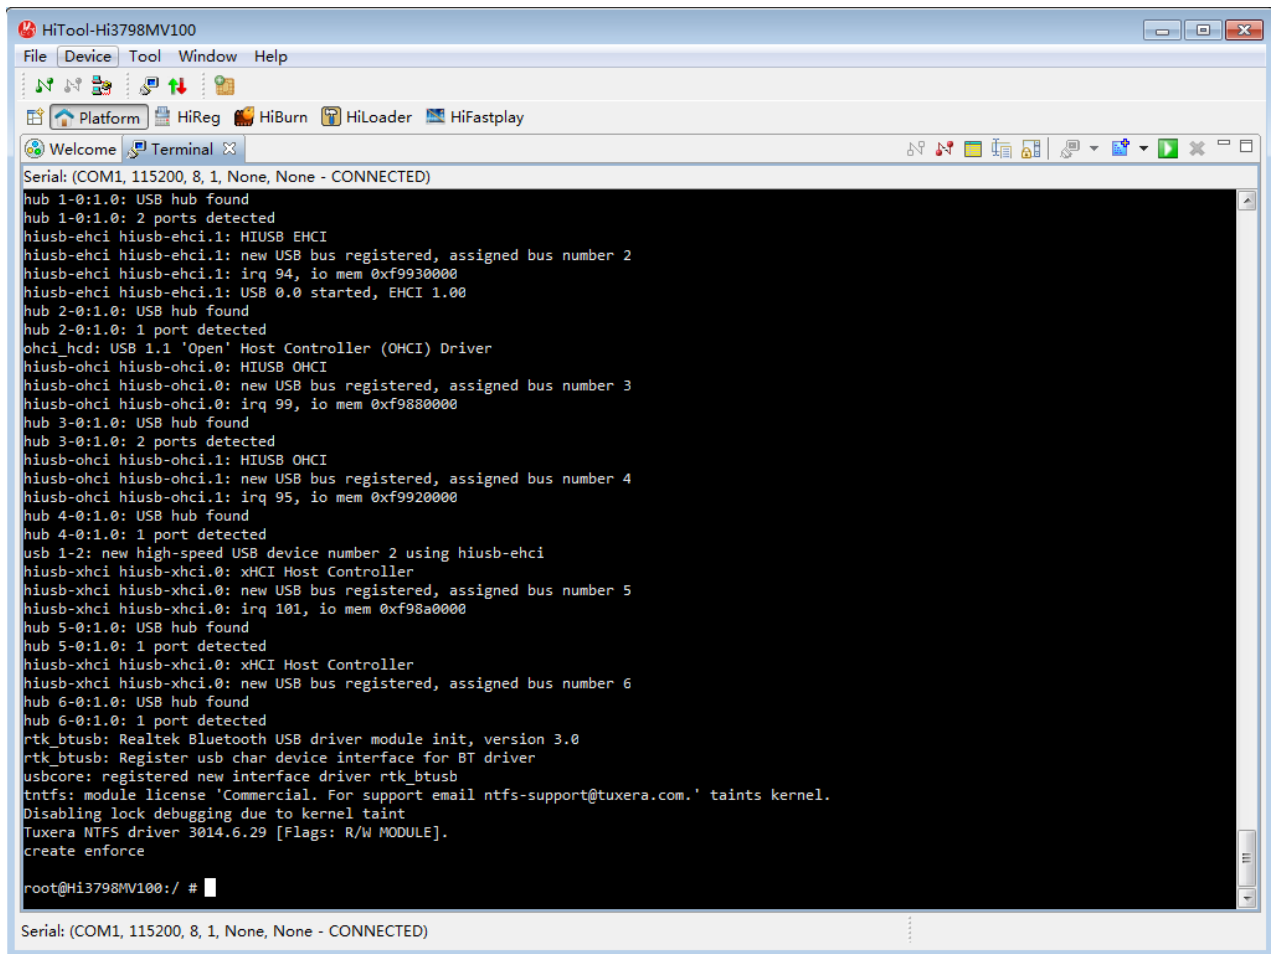 HiTool-Hi3798MV100
File Device Tool Window Help
Platform HiReg HiBurn HiLoader HiFastplay
Welcome Terminal
Serial: (COM1, 115200, 8, 1, None, None - CONNECTED)
hub 1-0:1.0: USB hub found
hub 1-0:1.0: 2 ports detected
hiusb-ehci hiusb-ehci.1: HIUSB EHCI
hiusb-ehci hiusb-ehci.1: new USB bus registered, assigned bus number 2
hiusb-ehci hiusb-ehci.1: irq 94, io mem 0xf9930000
hiusb-ehci hiusb-ehci.1: USB 0.0 started, EHCI 1.00
hub 2-0:1.0: USB hub found
hub 2-0:1.0: 1 port detected
ohci_hcd: USB 1.1 'Open' Host Controller (OHCI) Driver
hiusb-ohci hiusb-ohci.0: HIUSB OHCI
hiusb-ohci hiusb-ohci.0: new USB bus registered, assigned bus number 3
hiusb-ohci hiusb-ohci.0: irq 99, io mem 0xf9880000
hub 3-0:1.0: USB hub found
hub 3-0:1.0: 2 ports detected
hiusb-ohci hiusb-ohci.1: HIUSB OHCI
hiusb-ohci hiusb-ohci.1: new USB bus registered, assigned bus number 4
hiusb-ohci hiusb-ohci.1: irq 95, io mem 0xf9920000
hub 4-0:1.0: USB hub found
hub 4-0:1.0: 1 port detected
usb 1-2: new high-speed USB device number 2 using hiusb-ehci
hiusb-xhci hiusb-xhci.0: xHCI Host Controller
hiusb-xhci hiusb-xhci.0: new USB bus registered, assigned bus number 5
hiusb-xhci hiusb-xhci.0: irq 101, io mem 0xf98a0000
hub 5-0:1.0: USB hub found
hub 5-0:1.0: 1 port detected
hiusb-xhci hiusb-xhci.0: xHCI Host Controller
hiusb-xhci hiusb-xhci.0: new USB bus registered, assigned bus number 6
hub 6-0:1.0: USB hub found
hub 6-0:1.0: 1 port detected
rtk_btusb: Realtek Bluetooth USB driver module init, version 3.0
rtk_btusb: Register usb char device interface for BT driver
usbcore: registered new interface driver rtk_btusb
tntfs: module license 'Commercial. For support email ntfs-support@tuxera.com.' taints kernel.
Disabling lock debugging due to kernel taint
Tuxera NTFS driver 3014.6.29 [Flags: R/W MODULE].
create enforce
root@Hi3798MV100:/ #
Serial: (COM1, 115200, 8, 1, None, None - CONNECTED)